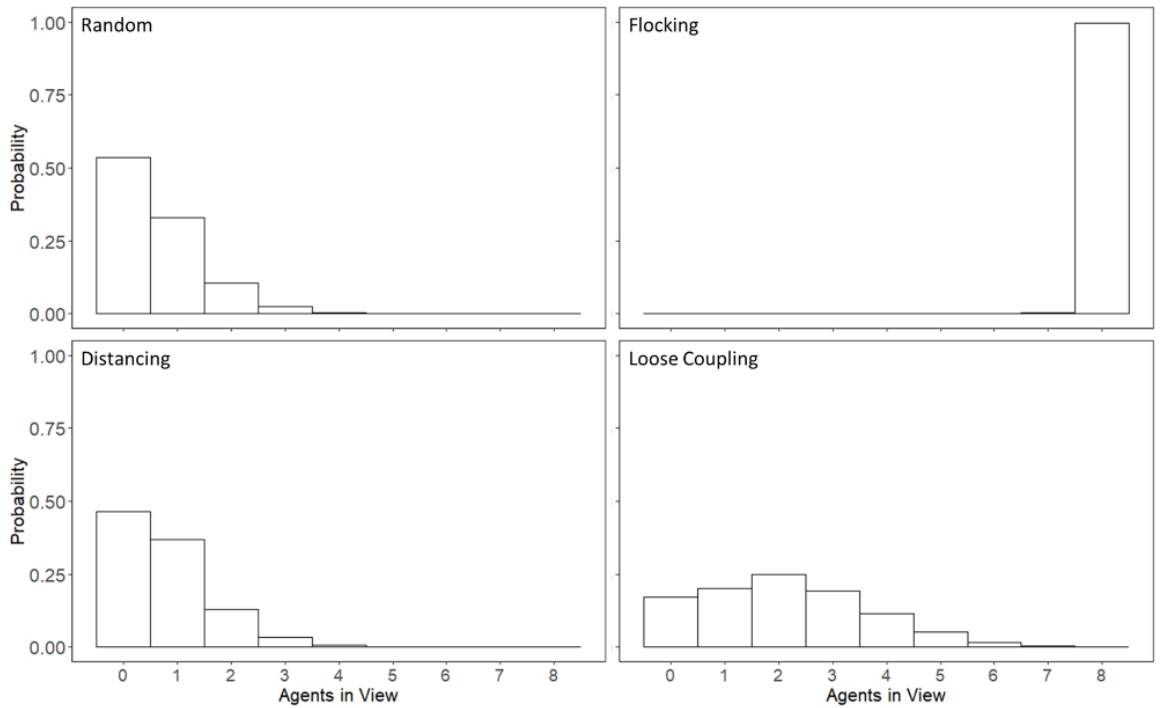 Random
Flocking
1.00
0.75
0.50
0.25
0.00
Probability
Distancing
Loose Coupling
1.00
0.75
0.50
0.25
0.00
Probability
0 1 2 3 4 5 6 7 8
0 1 2 3 4 5 6 7 8
Agents in View
Agents in View